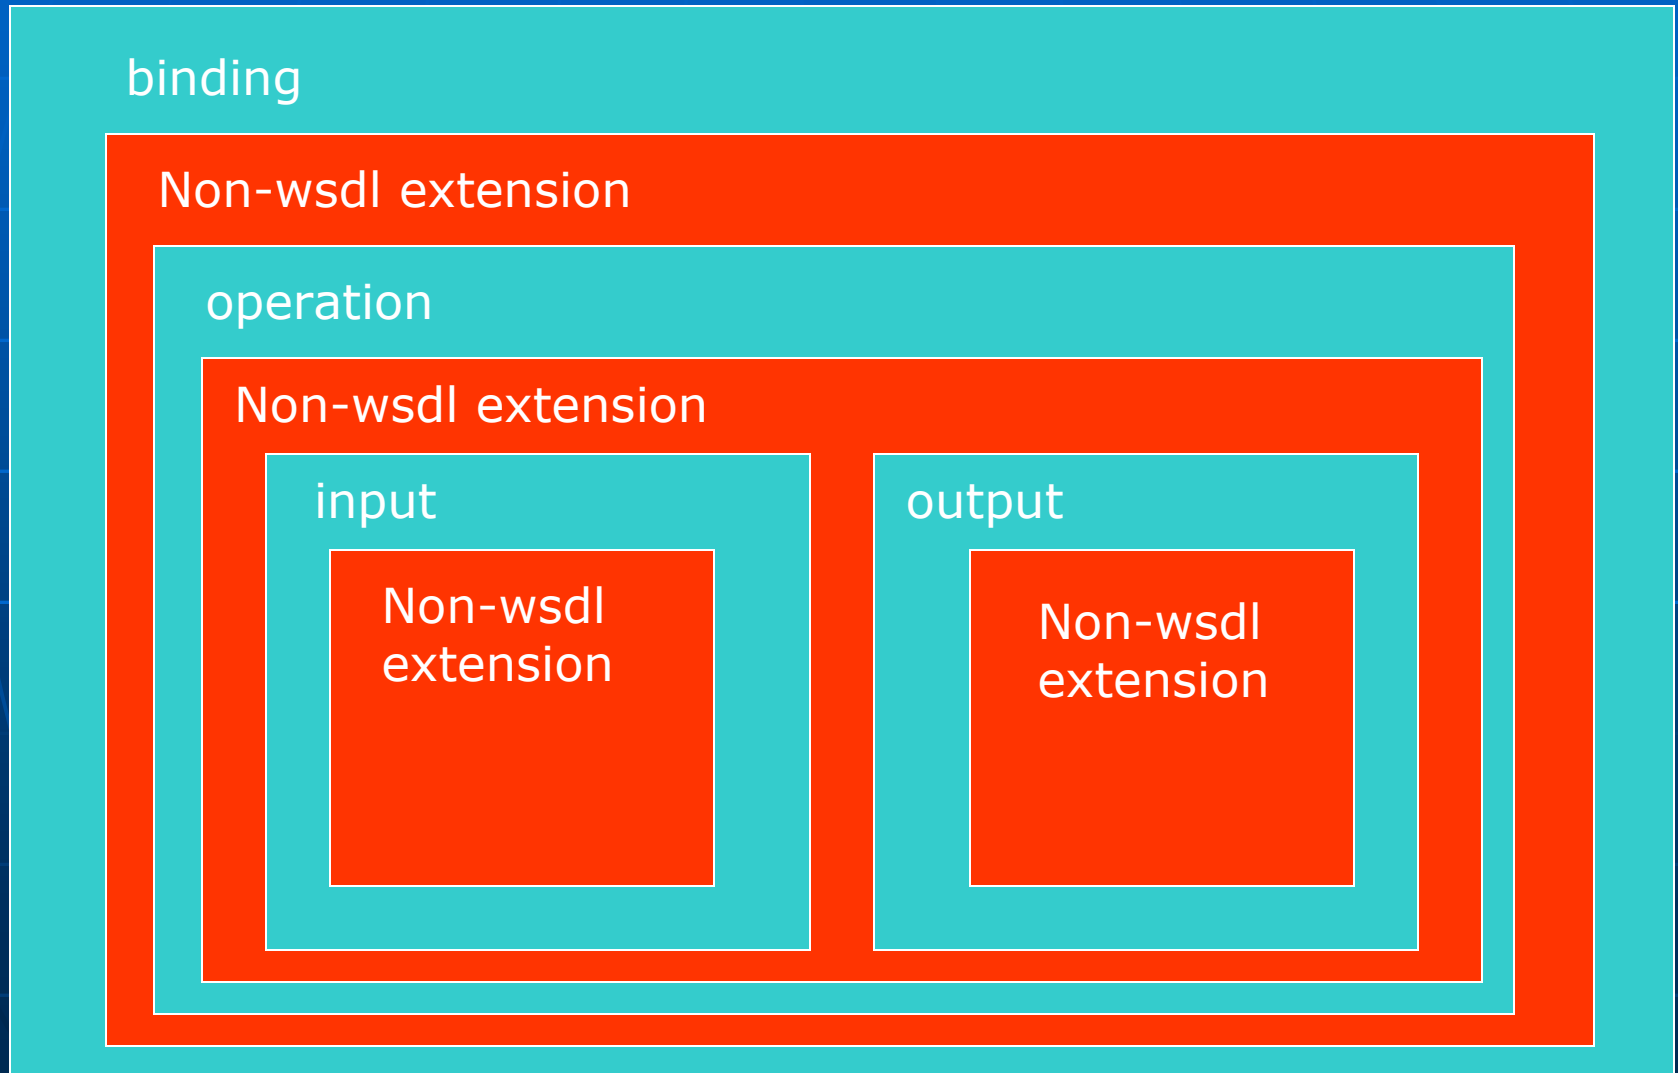 binding
Non-wsdl extension
operation
Non-wsdl extension
input
output
Non-wsdl
extension
Non-wsdl
extension